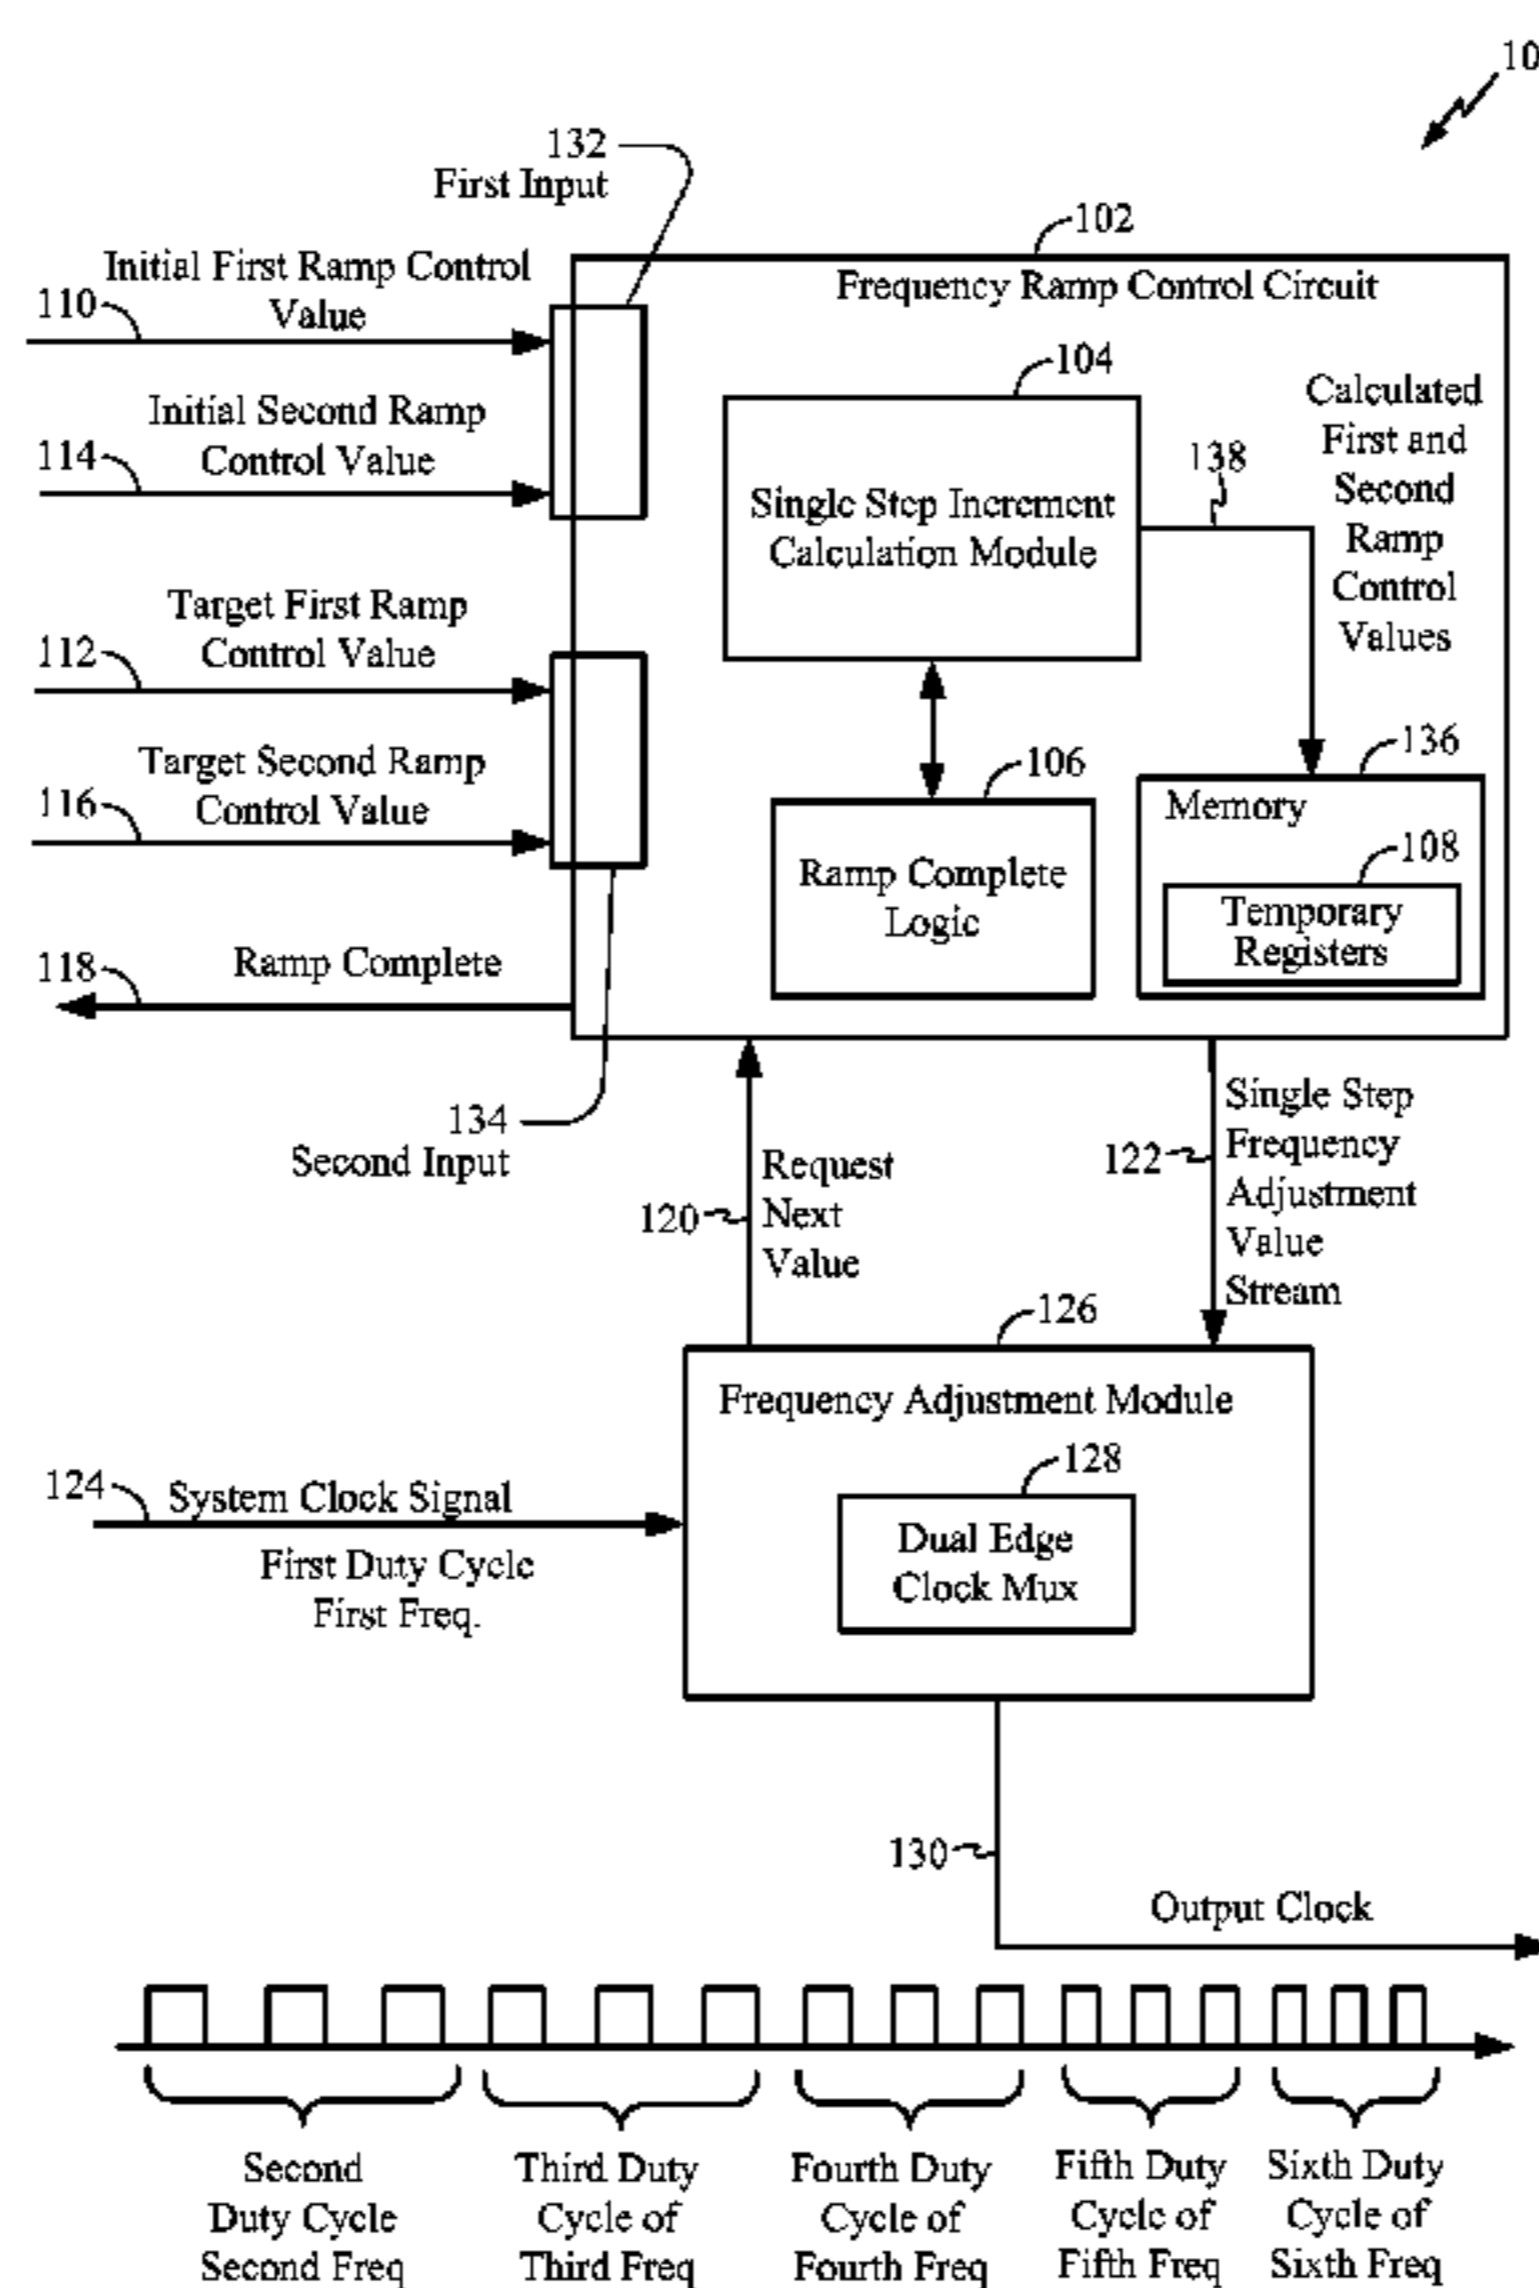 10
132
First Input
102
Initial First Ramp Control
Value
110
Frequency Ramp Control Circuit
104
Calculated
First and
Second
Ramp
Control
Values
Initial Second Ramp
Control Value
114
138
Single Step Increment
Calculation Module
Target First Ramp
Control Value
112
136
Target Second Ramp
Control Value
116
106
Memory
108
Ramp Complete
Logic
Temporary
Registers
118
Ramp Complete
134
Second Input
120
Request
Next
Value
122
Single Step
Frequency
Adjustment
Value
Stream
126
Frequency Adjustment Module
128
124
System Clock Signal
First Duty Cycle
First Freq.
Dual Edge
Clock Mux
130
Output Clock
Second
Duty Cycle
Second Freq
Third Duty
Cycle of
Third Freq
Fourth Duty
Cycle of
Fourth Freq
Fifth Duty
Cycle of
Fifth Freq
Sixth Duty
Cycle of
Sixth Freq